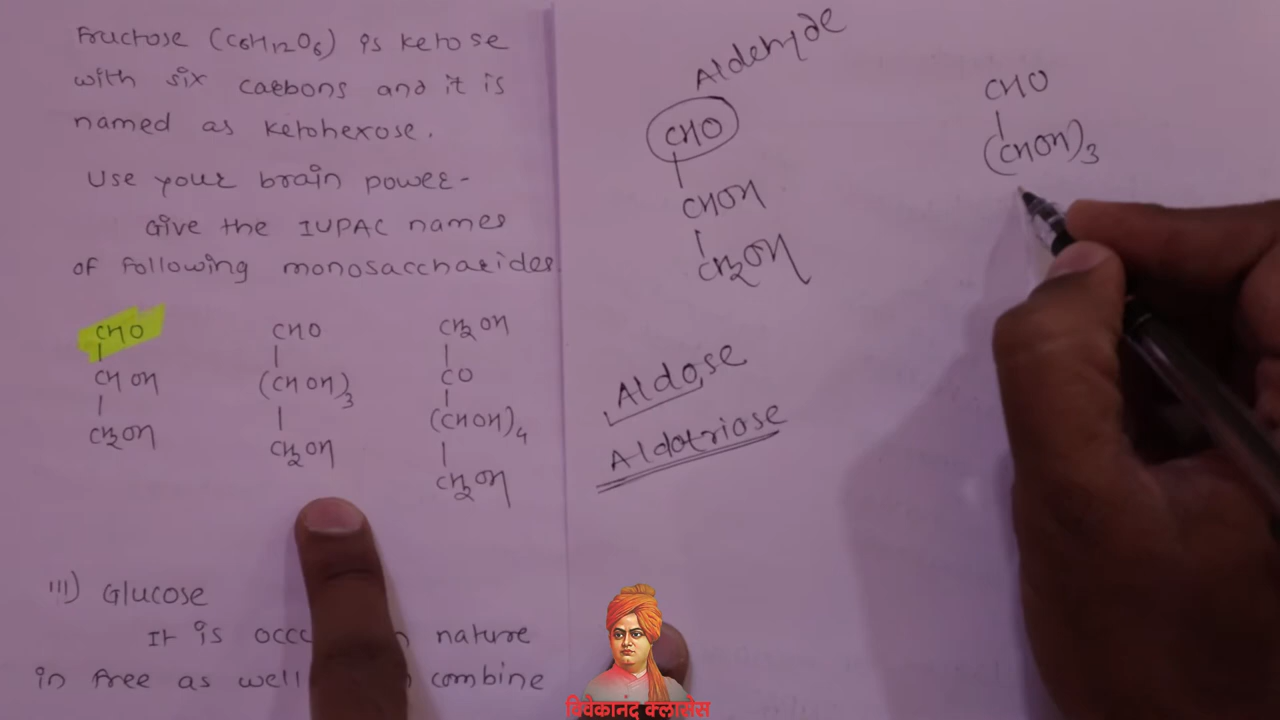 Fructose (C6H12O6) is ketose
with six carbons and it is
named as ketohexose.
Use your brain power-
Give the IUPAC names
of following monosaccharides
CHO
|
CHOH
|
CH2OH
CHO
|
(CHOH)3
|
CH2OH
CH2OH
|
CO
|
(CHOH)4
|
CH2OH
III) Glucose
It is
nature
in free as well
combine
Aldehyde
CHO
|
CHOH
|
CH2OH
Aldose
Aldotriose
CHO
|
(CHOH)3
विवेकानंद क्लासेस